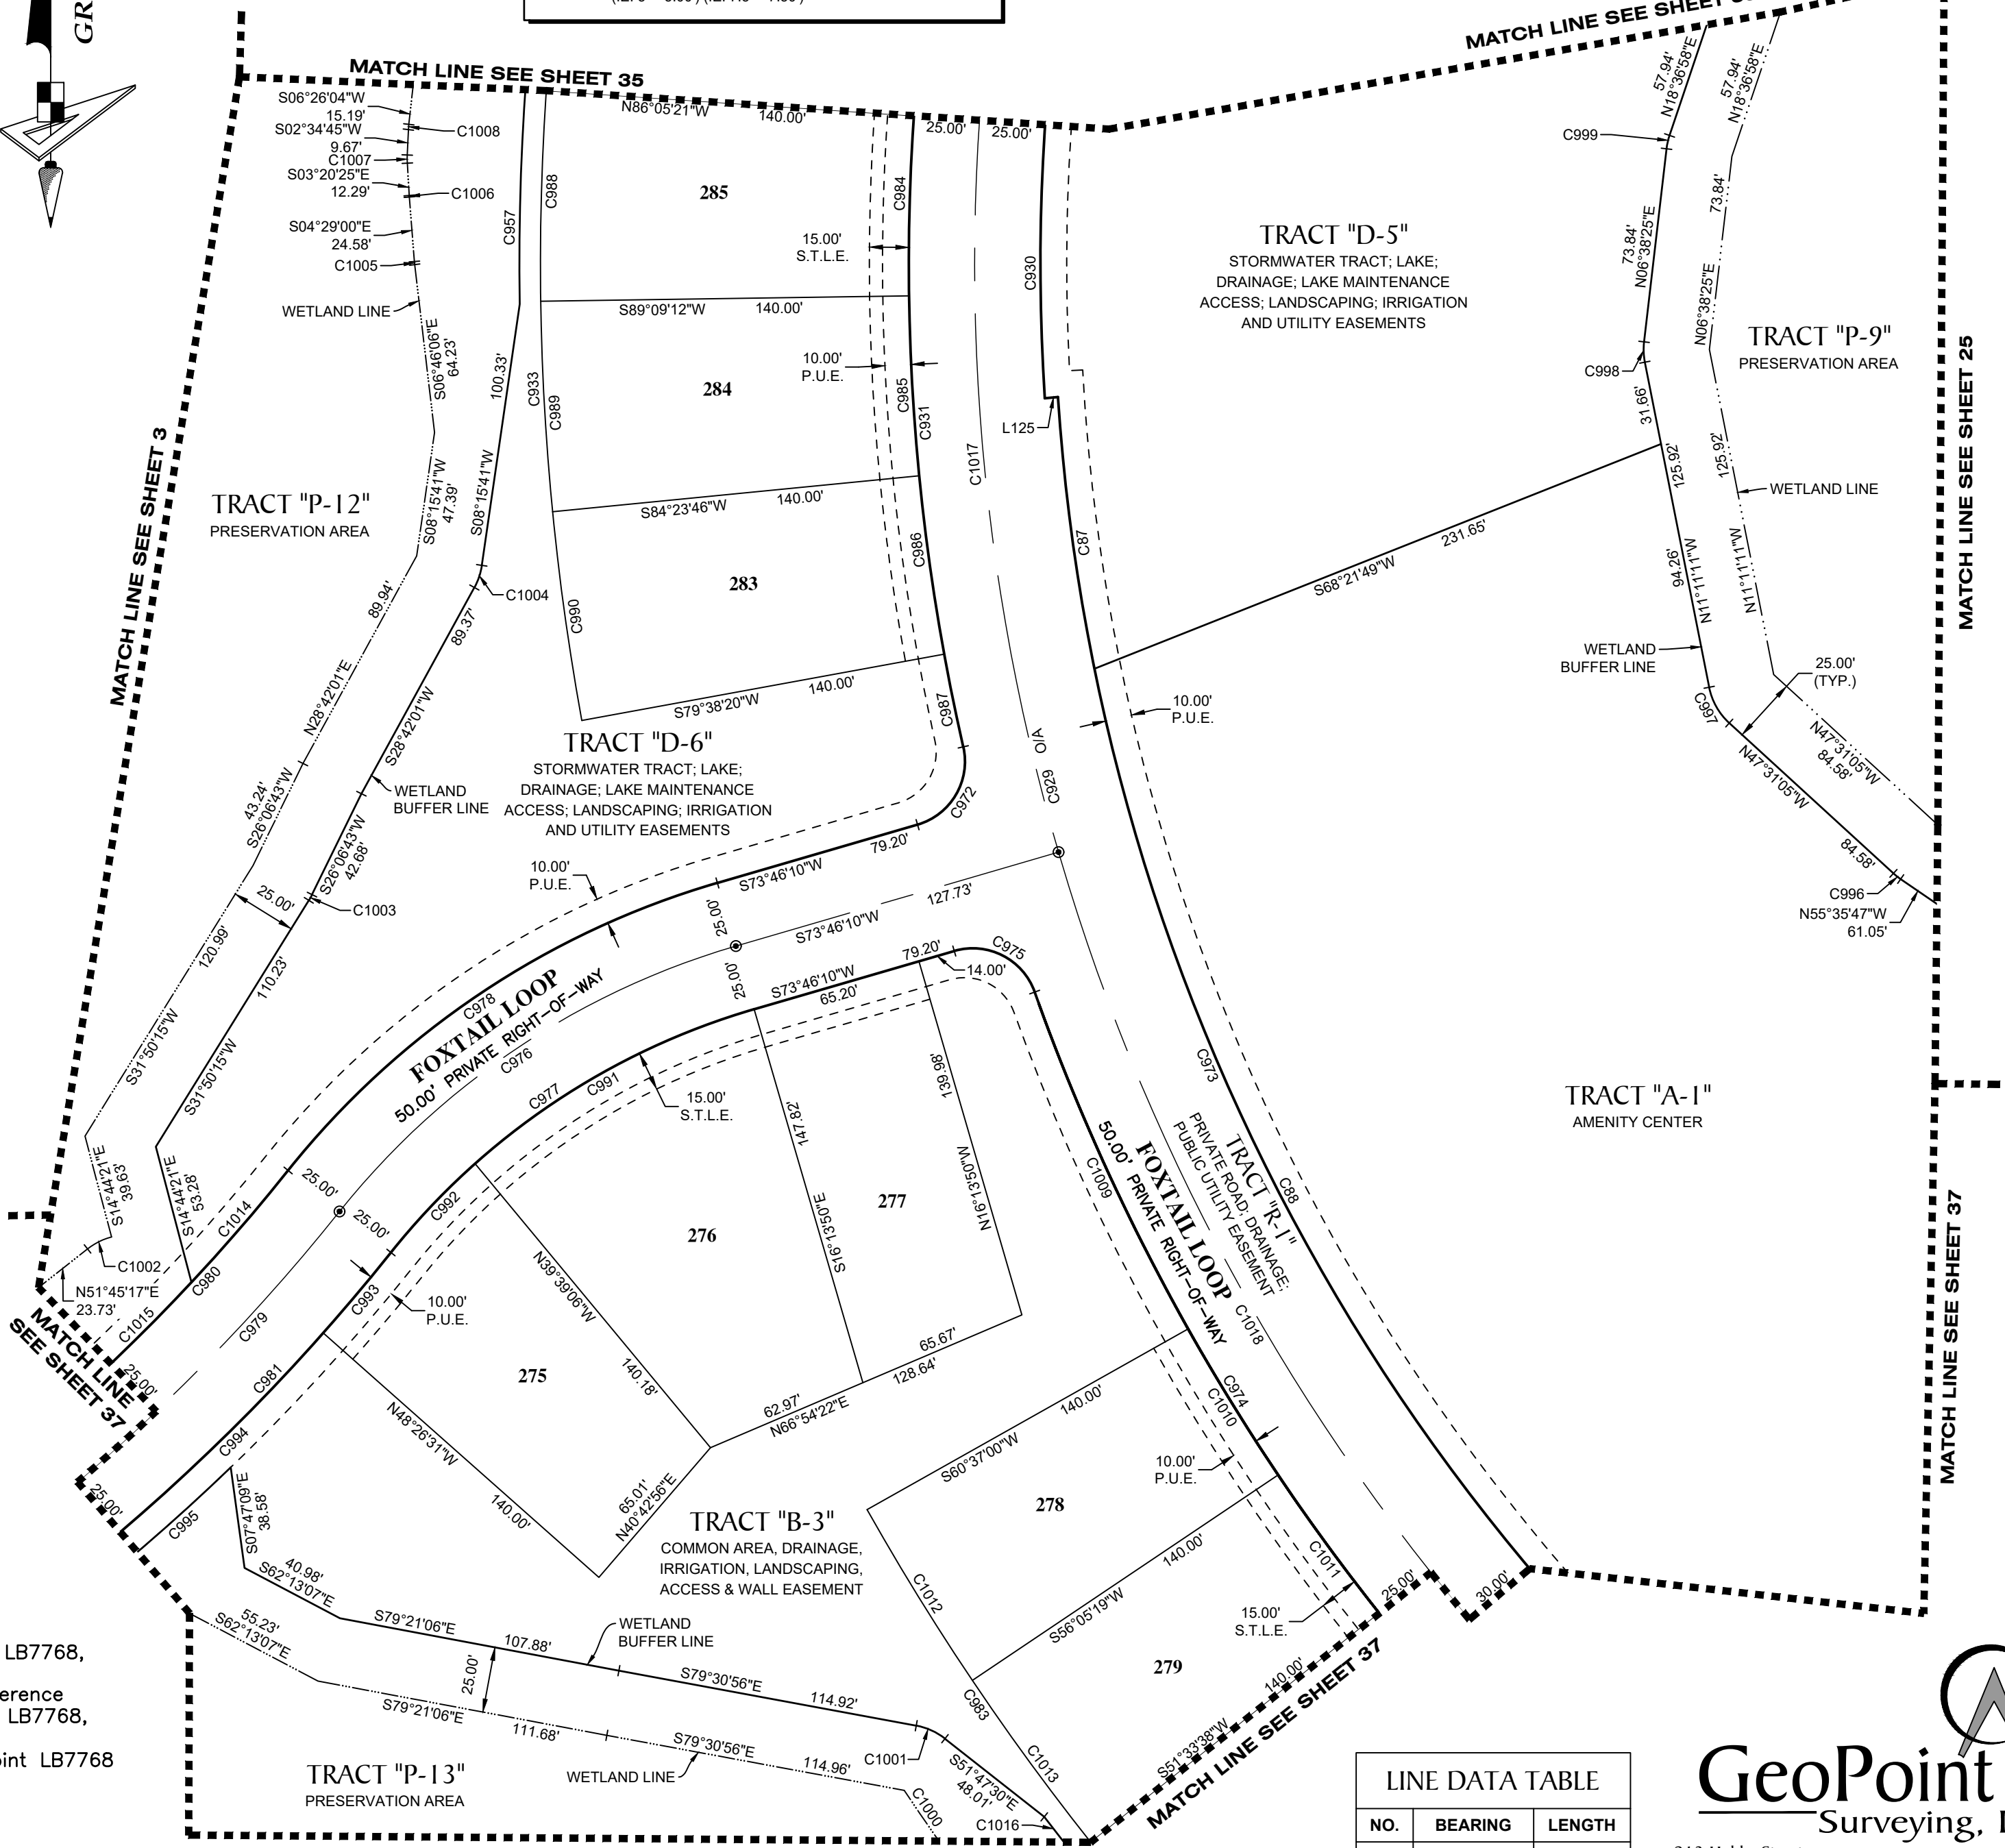 GR
MATCH LINE SEE SHEET 35
MATCH LINE SEE SHEET
S06°26'04"W
15.19'
C1008
S02°34'45"W
9.67'
C1007
S03°20'25"E
12.29'
C1006
S04°29'00"E
24.58'
C1005
WETLAND LINE
S06°46'06"E
64.23'
S08°15'41"W
47.39'
C957
100.33'
S08°15'41"W
C988
C933
C989
C990
N86°05'21"W
140.00'
25.00'
25.00'
285
C984
15.00'
S.T.L.E.
S89°09'12"W
140.00'
284
10.00'
P.U.E.
C985
C931
C930
C1017
L125
S84°23'46"W
140.00'
283
C986
C87
S79°38'20"W
140.00'
C987
TRACT "D-5"
STORMWATER TRACT; LAKE;
DRAINAGE; LAKE MAINTENANCE
ACCESS; LANDSCAPING; IRRIGATION
AND UTILITY EASEMENTS
57.94'
N18°36'58"E
57.94'
N18°36'58"E
C999
73.84'
N06°38'25"E
73.84'
N06°38'25"E
C998
31.66'
TRACT "P-9"
PRESERVATION AREA
125.92'
125.92'
WETLAND LINE
94.26'
N11°11'11"W
N11°11'11"W
S68°21'49"W
231.65'
WETLAND
BUFFER LINE
25.00'
(TYP.)
C997
N47°31'05"W
84.58'
N47°31'05"W
84.58'
C996
N55°35'47"W
61.05'
MATCH LINE SEE SHEET 25
MATCH LINE SEE SHEET 3
TRACT "P-12"
PRESERVATION AREA
C1004
89.94'
89.37'
N28°42'01"E
S28°42'01"W
WETLAND
BUFFER LINE
43.24'
S26°06'43"W
S26°06'43"W
42.68'
25.00'
C1003
120.99'
110.23'
S31°50'15"W
S31°50'15"W
S14°44'21"E
39.63'
S14°44'21"E
53.28'
C1002
N51°45'17"E
23.73'
TRACT "D-6"
STORMWATER TRACT; LAKE;
DRAINAGE; LAKE MAINTENANCE
ACCESS; LANDSCAPING; IRRIGATION
AND UTILITY EASEMENTS
10.00'
P.U.E.
C972
79.20'
S73°46'10"W
O/A
C929
10.00'
P.U.E.
25.00'
127.73'
S73°46'10"W
25.00'
C978
FOXTAIL LOOP
50.00' PRIVATE RIGHT-OF-WAY
C976
79.20'
C975
14.00'
S73°46'10"W
65.20'
C977
C991
15.00'
S.T.L.E.
147.82'
S16°13'50"E
139.98'
N16°13'50"W
276
277
C973
TRACT "A-1"
AMENITY CENTER
C1009
FOXTAIL LOOP
50.00' PRIVATE RIGHT-OF-WAY
TRACT "R-1"
PRIVATE ROAD; DRAINAGE;
PUBLIC UTILITY EASEMENT
C88
C1018
C1014
25.00'
25.00'
C992
C980
C1015
C979
C993
10.00'
P.U.E.
N39°39'06"W
140.18'
275
C981
MATCH LINE
SEE SHEET 37
25.00'
25.00'
N48°26'31"W
140.00'
C994
C995
65.67'
128.64'
62.97'
N66°54'22"E
65.01'
N40°42'56"E
S60°37'00"W
140.00'
C974
C1010
10.00'
P.U.E.
278
C1012
S56°05'19"W
140.00'
C1011
15.00'
S.T.L.E.
25.00'
30.00'
279
C983
C1013
S51°33'38"W
140.00'
MATCH LINE SEE SHEET 37
MATCH LINE SEE SHEET 37
TRACT "B-3"
COMMON AREA, DRAINAGE,
IRRIGATION, LANDSCAPING,
ACCESS & WALL EASEMENT
S07°47'09"E
38.58'
40.98'
S62°13'07"E
55.23'
S62°13'07"E
S79°21'06"E
107.88'
WETLAND
BUFFER LINE
25.00'
S79°30'56"E
114.92'
S79°21'06"E
111.68'
S79°30'56"E
114.96'
WETLAND LINE
C1001
S51°47'30"E
48.01'
C1000
C1016
TRACT "P-13"
PRESERVATION AREA
LB7768,
erence
LB7768,
oint LB7768
LINE DATA TABLE
NO. BEARING LENGTH
GeoPoint
Surveying,